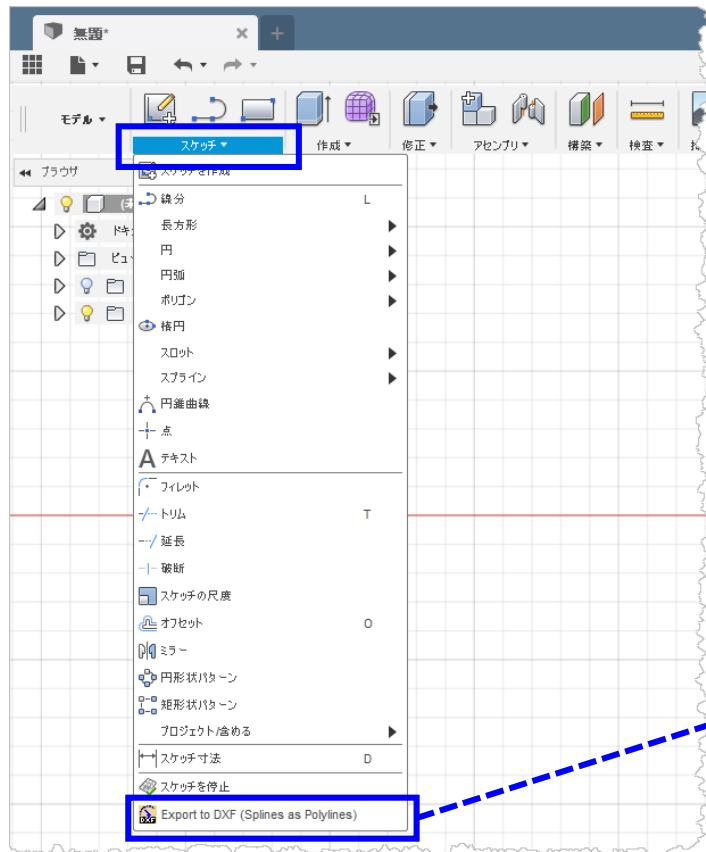 無題*
モデル
スケッチ
作成
修正
アセンブリ
構築
検査
ブラウザ
スケッチを作成
線分 L
長方形
円
円弧
ポリゴン
楕円
スロット
スプライン
円錐曲線
点
テキスト
フィレット
トリム T
延長
破断
スケッチの尺度
オフセット O
ミラー
円形状パターン
矩形状パターン
プロジェクト/含める
スケッチ寸法 D
スケッチを停止
DXF Export to DXF (Splines as Polylines)